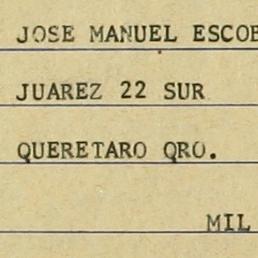 JOSE MANUEL ESCOB
JUAREZ 22 SUR
QUERETARO QRO.
MIL